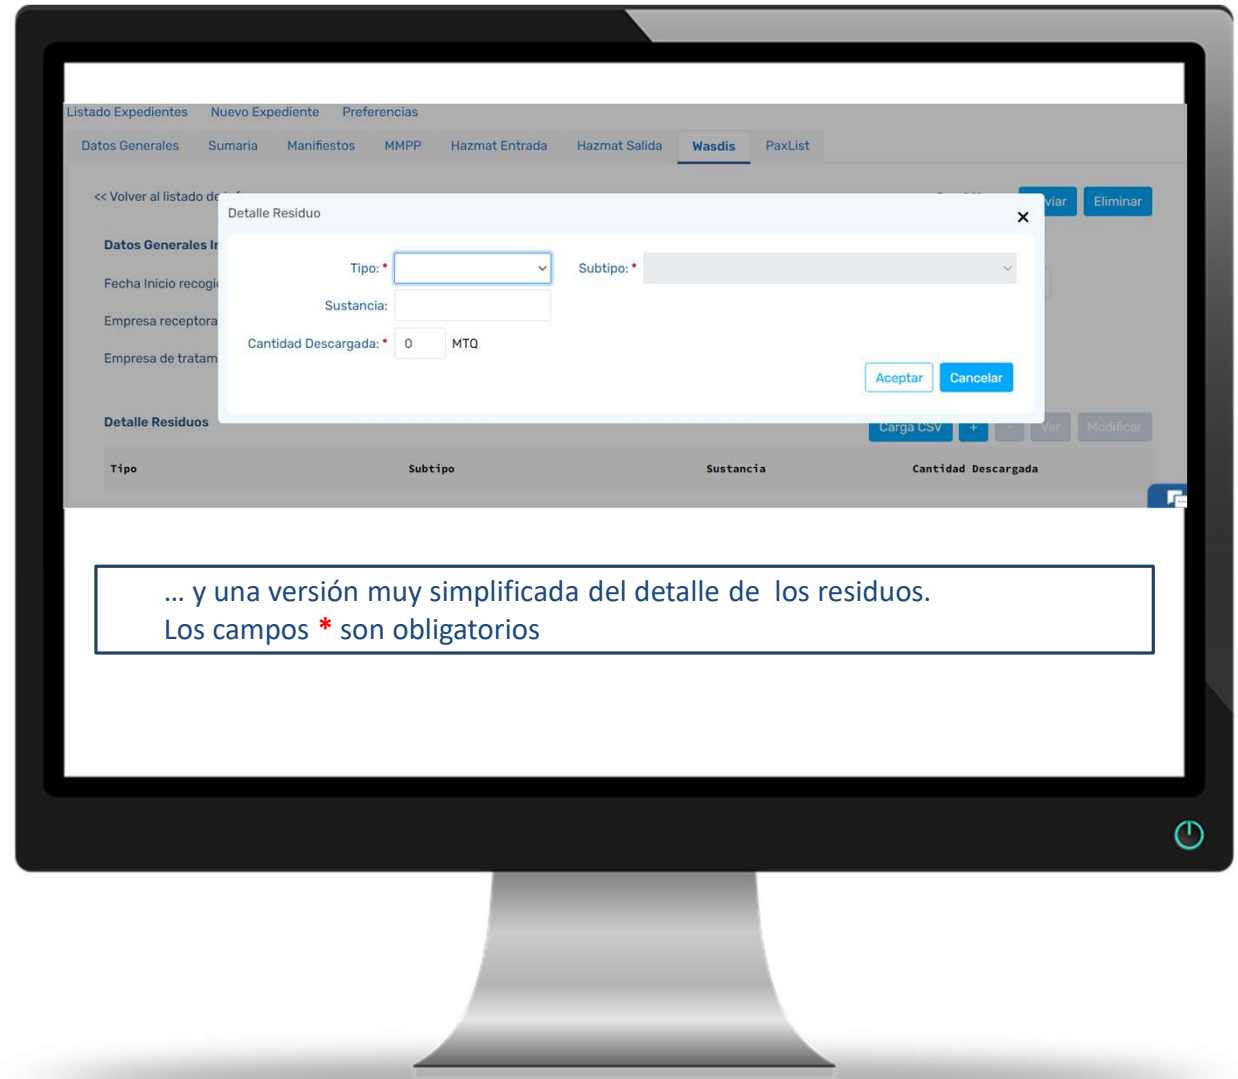 Listado Expedientes Nuevo Expediente Preferencias
Datos Generales Sumaria Manifiestos MMPP Hazmat Entrada Hazmat Salida Wasdis PaxList
<< Volver al listado de Eliminar
Detalle Residuo ×
Datos Generales
Tipo: * Subtipo: *
Fecha Inicio
Sustancia:
Empresa receptora
Cantidad Descargada: * 0 MTQ
Empresa de
Aceptar Cancelar
Detalle Residuos Carga CSV + - Ver Modificar
Tipo Subtipo Sustancia Cantidad Descargada
... y una versión muy simplificada del detalle de los residuos.
Los campos * son obligatorios